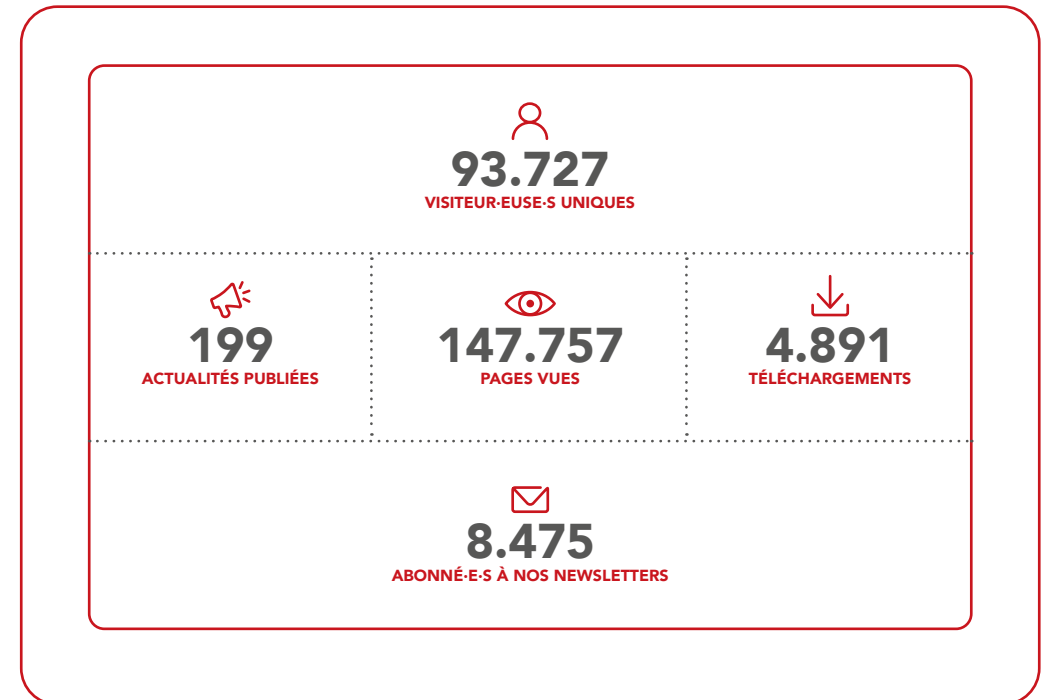 93.727
VISITEUR·EUSE·S UNIQUES
199
ACTUALITÉS PUBLIÉES
147.757
PAGES VUES
4.891
TÉLÉCHARGEMENTS
8.475
ABONNÉ·E·S À NOS NEWSLETTERS